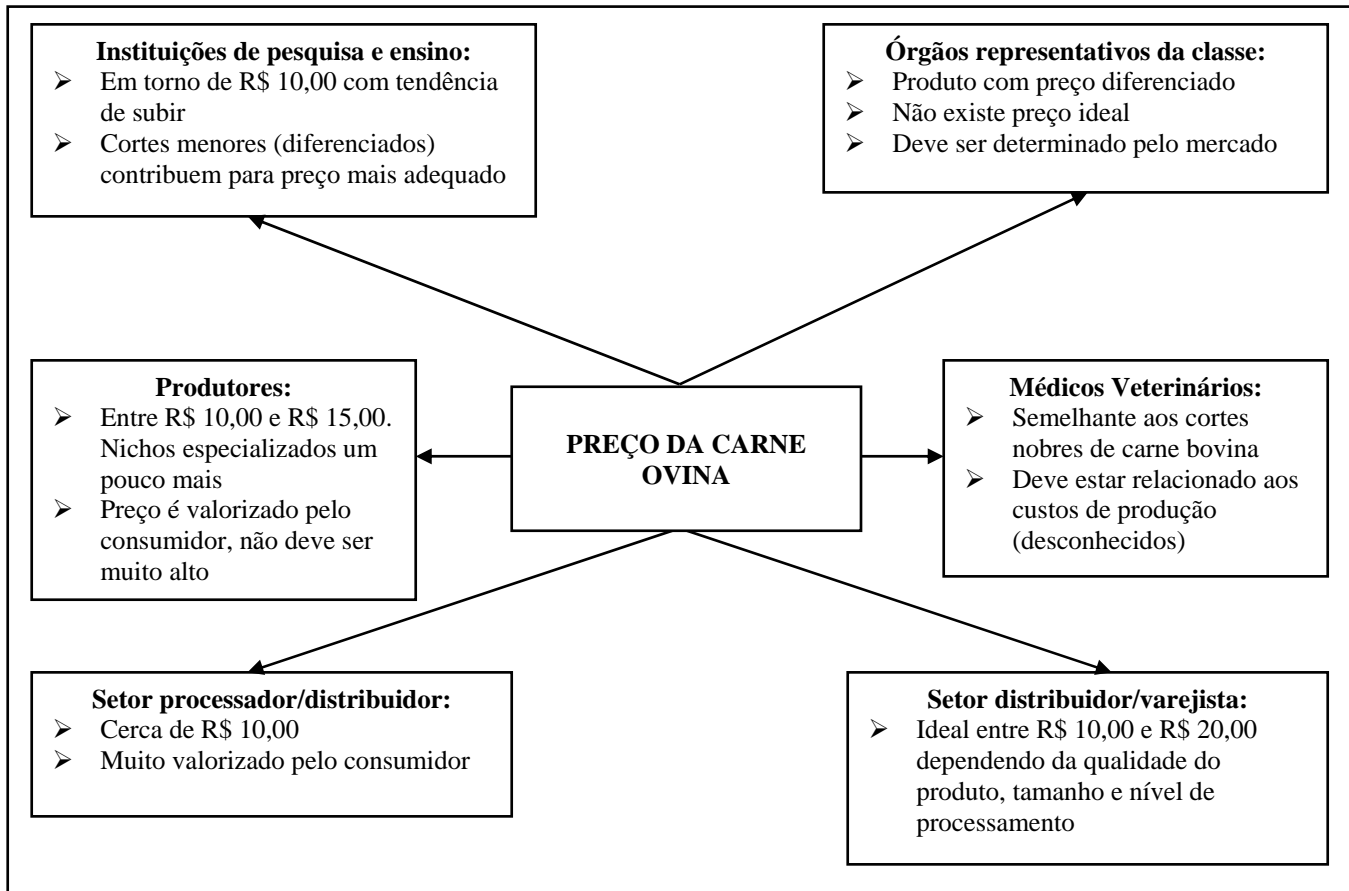 Instituições de pesquisa e ensino:
➢ Em torno de R$ 10,00 com tendência
de subir
➢ Cortes menores (diferenciados)
contribuem para preço mais adequado
Órgãos representativos da classe:
➢ Produto com preço diferenciado
➢ Não existe preço ideal
➢ Deve ser determinado pelo mercado
Produtores:
➢ Entre R$ 10,00 e R$ 15,00.
Nichos especializados um
pouco mais
➢ Preço é valorizado pelo
consumidor, não deve ser
muito alto
PREÇO DA CARNE
OVINA
Médicos Veterinários:
➢ Semelhante aos cortes
nobres de carne bovina
➢ Deve estar relacionado aos
custos de produção
(desconhecidos)
Setor processador/distribuidor:
➢ Cerca de R$ 10,00
➢ Muito valorizado pelo consumidor
Setor distribuidor/varejista:
➢ Ideal entre R$ 10,00 e R$ 20,00
dependendo da qualidade do
produto, tamanho e nível de
processamento